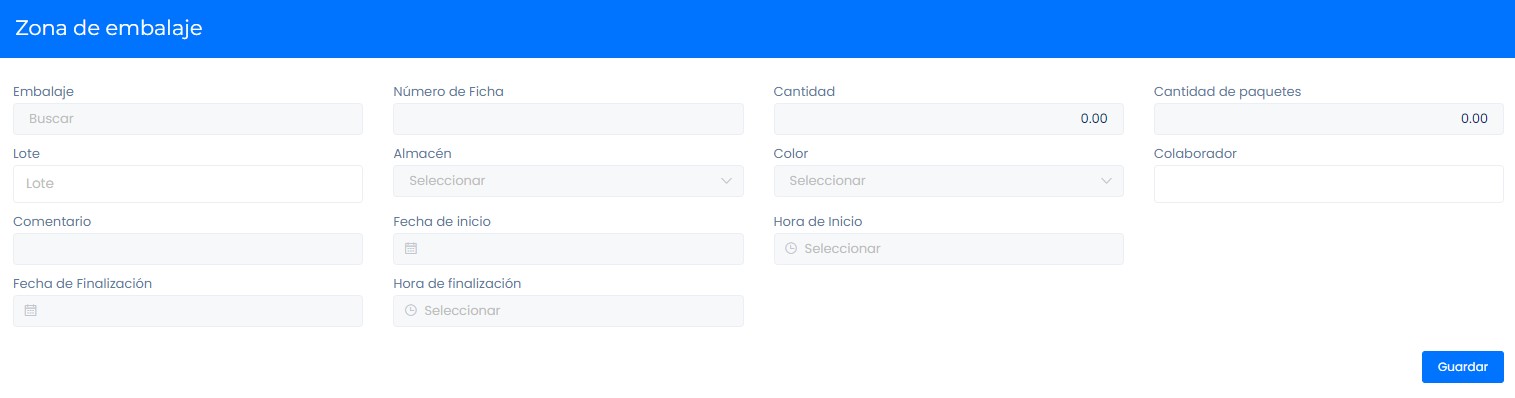 Zona de embalaje
Embalaje Número de Ficha Cantidad Cantidad de paquetes
Buscar 0.00 0.00
Lote Almacén Color Colaborador
Lote Seleccionar Seleccionar
Comentario Fecha de inicio Hora de Inicio
Seleccionar
Fecha de Finalización Hora de finalización
Seleccionar
Guardar